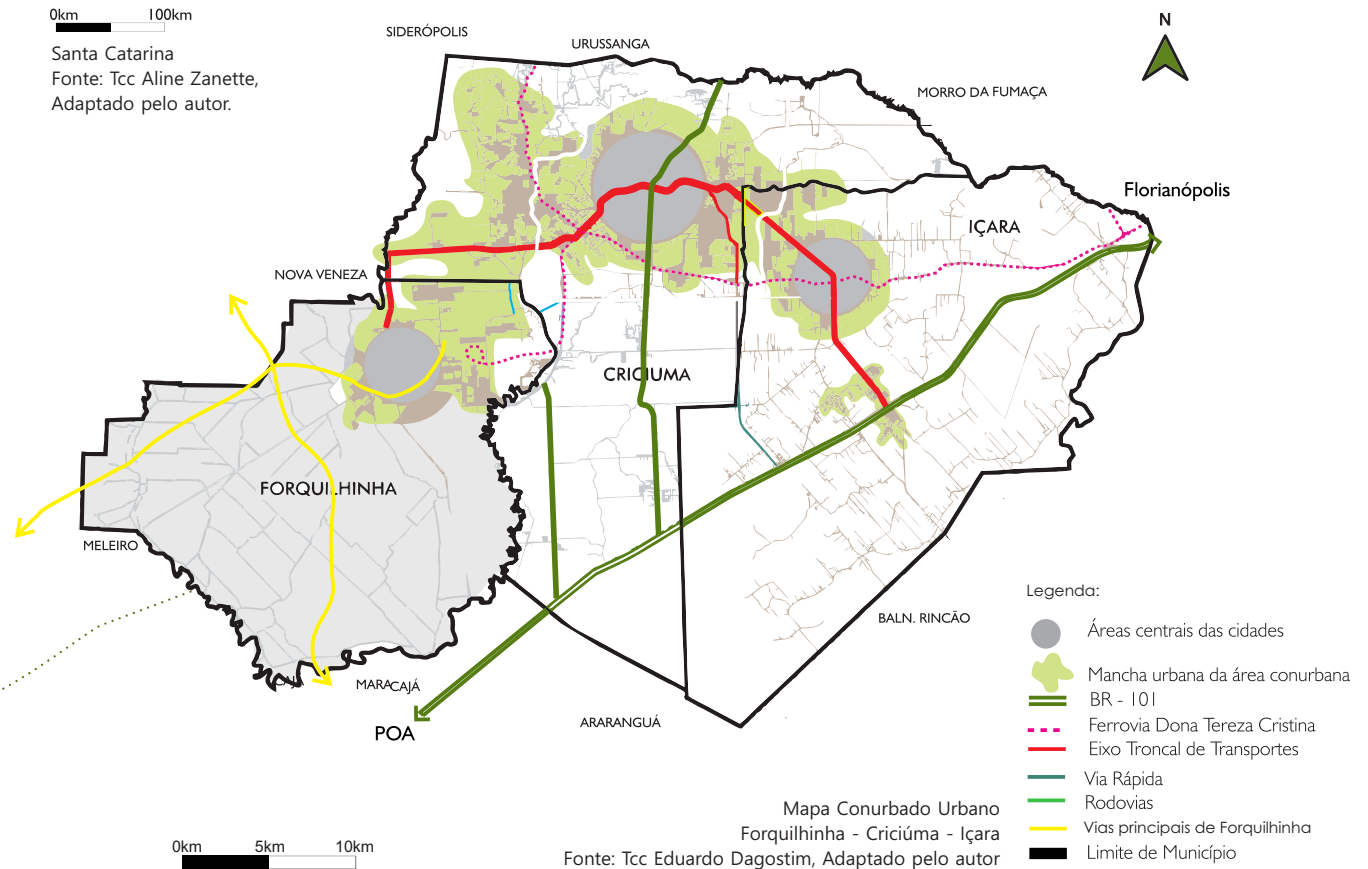 0km 100km
Santa Catarina
Fonte: Tcc Aline Zanette,
Adaptado pelo autor.
SIDERÓPOLIS
URUSSANGA
N
MORRO DA FUMAÇA
Florianópolis
IÇARA
NOVA VENEZA
CRICIUMA
FORQUILHINHA
MELEIRO
BALN. RINCÃO
MARACAJÁ
ARARANGUÁ
POA
Legenda:
Áreas centrais das cidades
Mancha urbana da área conurbana
BR - 101
Ferrovia Dona Tereza Cristina
Eixo Troncal de Transportes
Via Rápida
Rodovias
Vias principais de Forquilhinha
Limite de Município
Mapa Conurbado Urbano
Forquilhinha - Criciúma - Içara
Fonte: Tcc Eduardo Dagostim, Adaptado pelo autor
0km 5km 10km